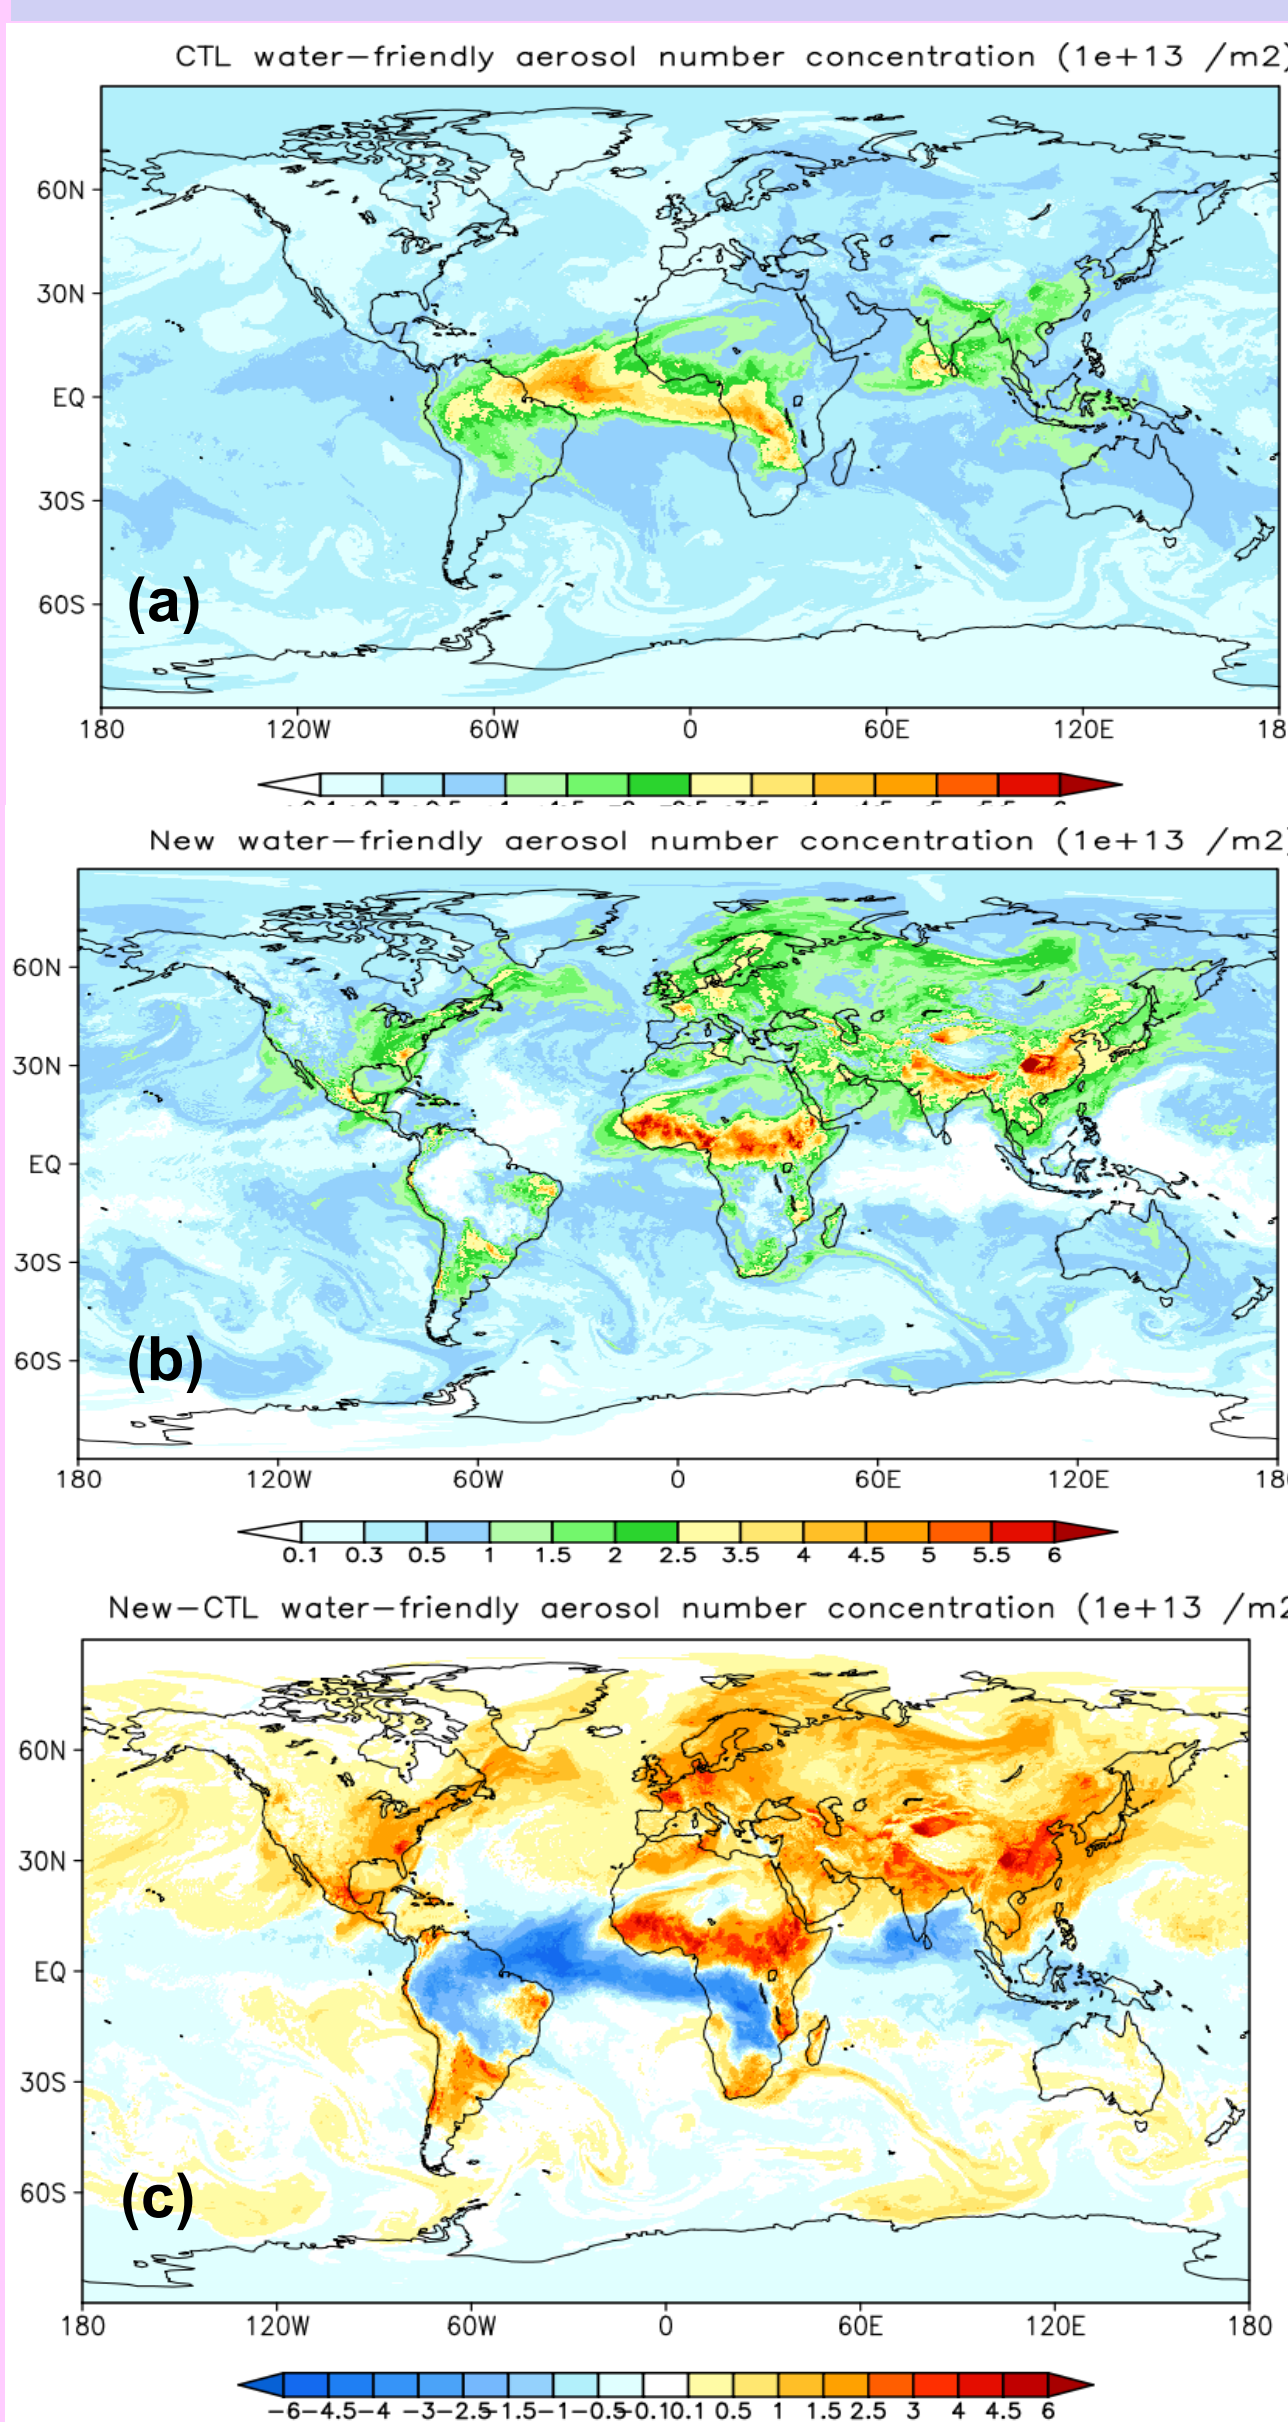 CTL water-friendly aerosol number concentration (1e+13 /m2)
60N
30N
EQ
30S
60S
(a)
180 120W 60W 0 60E 120E 18
New water-friendly aerosol number concentration (1e+13 /m2)
60N
30N
EQ
30S
60S
(b)
180 120W 60W 0 60E 120E 18
0.1 0.3 0.5 1 1.5 2 2.5 3.5 4 4.5 5 5.5 6
New-CTL water-friendly aerosol number concentration (1e+13 /m2
60N
30N
EQ
30S
60S
(c)
180 120W 60W 0 60E 120E 180
-6-4.5-4 -3-2.5-1.5-1-0.5-0.10.1 0.5 1 1.5 2.5 3 4 4.5 6